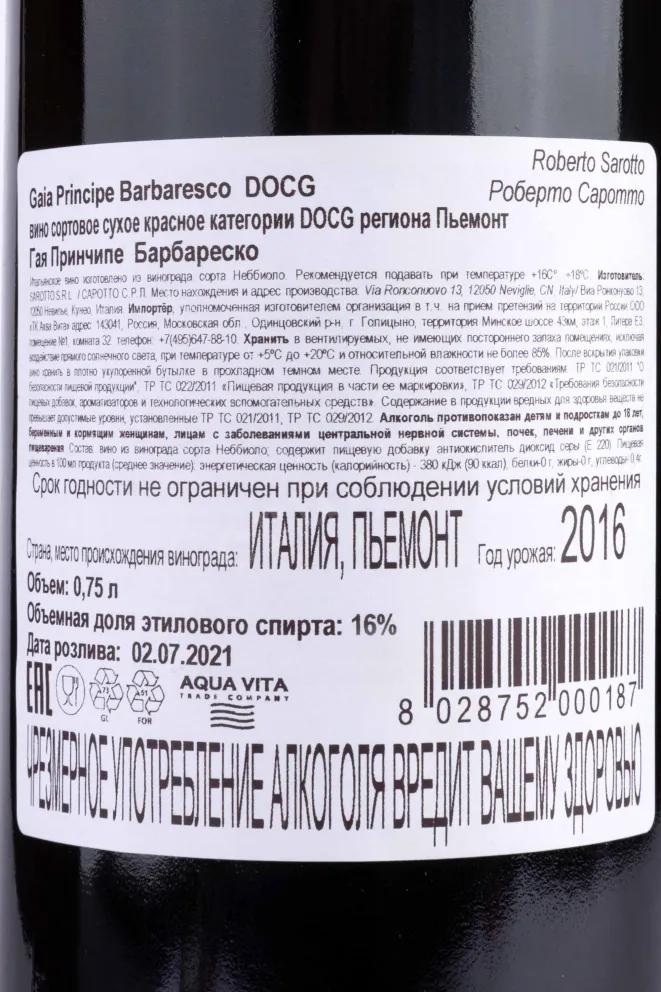 Roberto Sarotto
Роберто Саротто
Gaia Principe Barbaresco DOCG
вино сортовое сухое красное категории DOCG региона Пьемонт
Гая Принчипе Барбареско
Итальянское вино изготовлено из винограда сорта Неббиоло. Рекомендуется подавать при температуре +16C° +18°C. Изготовитель:
SAROTTO S.R.L. / САРОТТО С.Р.Л. Место нахождения и адрес производства: Via Ronconuovo 13, 12050 Neviglie, CN, Italy/ Виа Ронконуово 13,
12050 Невилье, Кунео, Италия. Импортёр, уполномоченная изготовителем организация в т.ч. на прием претензий на территории России ООО
«ТК Аква Вита» адрес: 143041, Россия, Московская обл., Одинцовский р-н, г. Голицыно, территория Минское шоссе 43км, этаж 1, Литера Е3,
помещение №1, комната 32. телефон: +7(495)647-88-10. Хранить в вентилируемых, не имеющих постороннего запаха помещениях, исключая
воздействие прямого солнечного света, при температуре от +5°C до +20°C и относительной влажности не более 85%. После вскрытия упаковки
вино хранить в плотно укупоренной бутылке в прохладном темном месте. Продукция соответствует требованиям ТР ТС 021/2011 "О
безопасности пищевой продукции", ТР ТС 022/2011 «Пищевая продукция в части ее маркировки», ТР ТС 029/2012 «Требования безопасности
пищевых добавок, ароматизаторов и технологических вспомогательных средств». Содержание в продукции вредных для здоровья веществ не
превышает допустимые уровни, установленные ТР ТС 021/2011, ТР ТС 029/2012. Алкоголь противопоказан детям и подросткам до 18 лет,
беременным и кормящим женщинам, лицам с заболеваниями центральной нервной системы, почек, печени и других органов
пищеварения Состав: вино из винограда сорта Неббиоло; содержит пищевую добавку антиокислитель диоксид серы (Е 220). Пищевая
ценность в 100 мл продукта (среднее значение): энергетическая ценность (калорийность) - 380 кДж (90 ккал), белки-0 г, жиры-0 г, углеводы- 0,4г.
Срок годности не ограничен при соблюдении условий хранения
Страна, место происхождения винограда: ИТАЛИЯ, ПЬЕМОНТ Год урожая: 2016
Объем: 0,75 л
Объемная доля этилового спирта: 16%
Дата розлива: 02.07.2021
EAC 73 GL 51 FOR AQUA VITA
TRADE COMPANY
8 028752 000187
ЧРЕЗМЕРНОЕ УПОТРЕБЛЕНИЕ АЛКОГОЛЯ ВРЕДИТ ВАШЕМУ ЗДОРОВЬЮ